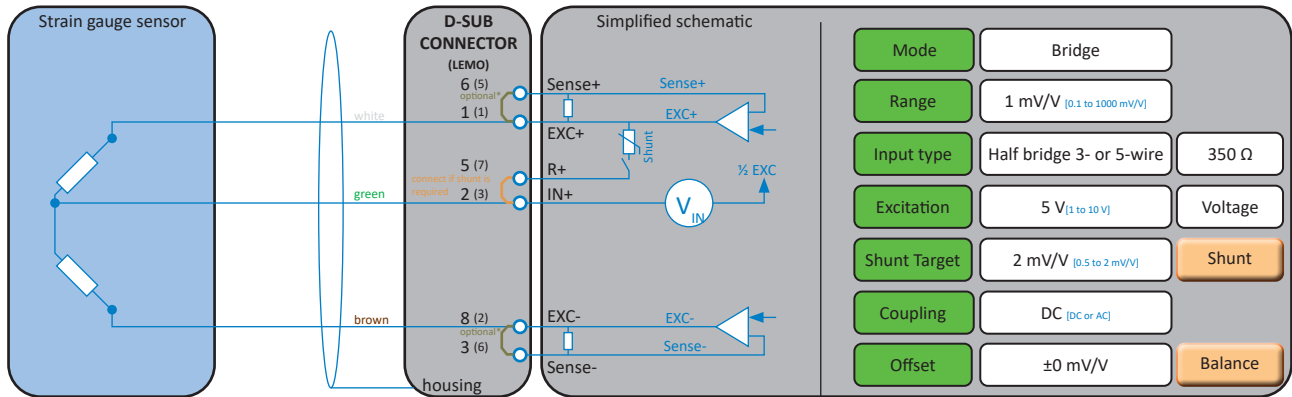 Strain gauge sensor
D-SUB
CONNECTOR
(LEMO)
Simplified schematic
6 (5)
optional*
1 (1)
Sense+
EXC+
Sense+
EXC+
white
shunt
5 (7)
connect if shunt is
required
2 (3)
R+
IN+
½ EXC
green
VIN
brown
8 (2)
optional*
3 (6)
EXC-
Sense-
EXC-
Sense-
housing
Mode
Bridge
Range
1 mV/V [0.1 to 1000 mV/V]
Input type
Half bridge 3- or 5-wire
350 Ω
Excitation
5 V[1 to 10 V]
Voltage
Shunt Target
2 mV/V [0.5 to 2 mV/V]
Shunt
Coupling
DC [DC or AC]
Offset
±0 mV/V
Balance